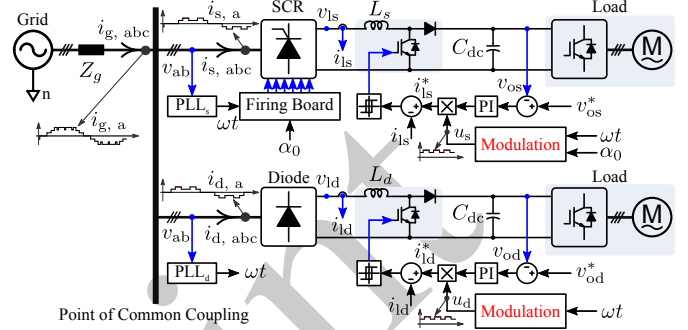 Grid
n
Z_g
i_g, abc
i_g, a
i_s, a
v_ab
i_s, abc
PLL_s
ωt
SCR
Firing Board
α_0
v_ls
i_ls
L_s
C_dc
Load
M
i*_ls
i_ls
u_s
PI
v_os
v*_os
Modulation
ωt
α_0
i_d, a
v_ab
i_d, abc
PLL_d
ωt
Diode
v_ld
i_ld
L_d
C_dc
Load
M
i*_ld
i_ld
u_d
PI
v_od
v*_od
Modulation
ωt
Point of Common Coupling
int